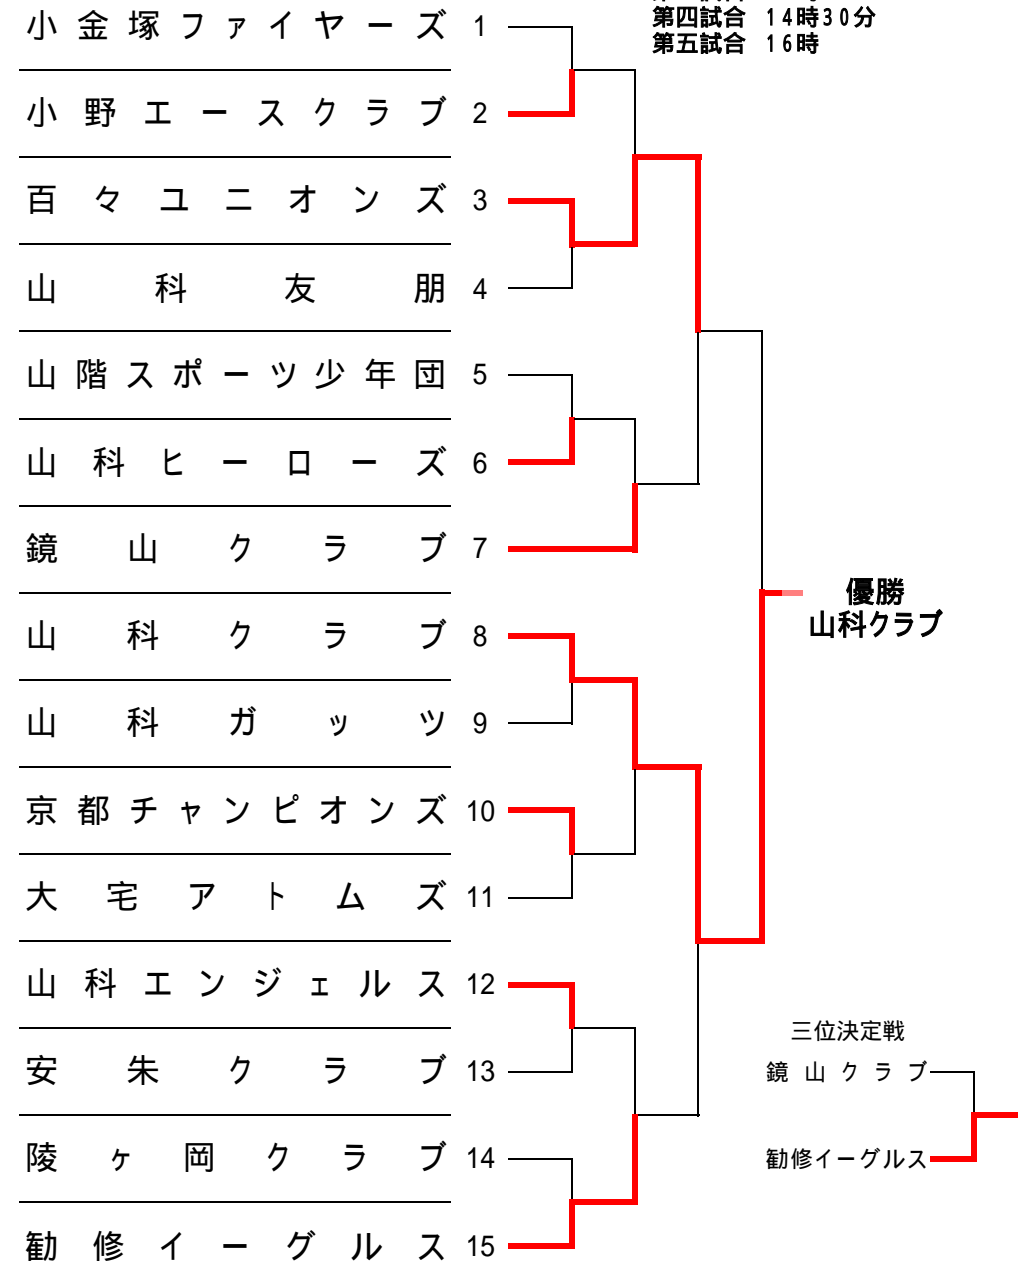 小金塚ファイヤーズ 1
第四試合 14時30分
第五試合 16時
小野エースクラブ 2
百々ユニオンズ 3
山科友朋 4
山階スポーツ少年団 5
山科ヒーローズ 6
鏡山クラブ 7
優勝
山科クラブ
山科クラブ 8
山科ガッツ 9
京都チャンピオンズ 10
大宅アトムズ 11
山科エンジェルス 12
三位決定戦
安朱クラブ 13
鏡山クラブ
陵ヶ岡クラブ 14
勧修イーグルス
勧修イーグルス 15